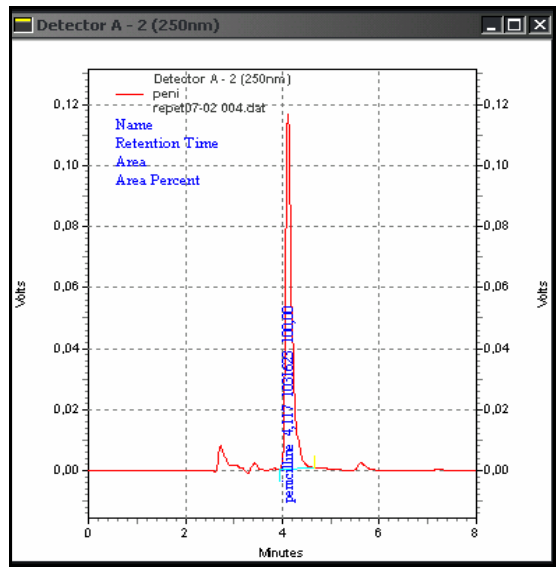 Detector A - 2 (250nm)
Detector A - 2 (250nm)
peni
repet07-02 004.dat
Name
Retention Time
Area
Area Percent
0,12
0,10
0,08
0,06
0,04
0,02
0,00
Volts
0,12
0,10
0,08
0,06
0,04
0,02
0,00
Volts
penicilline 4,117 1031623 100,00
0
2
4
6
8
Minutes